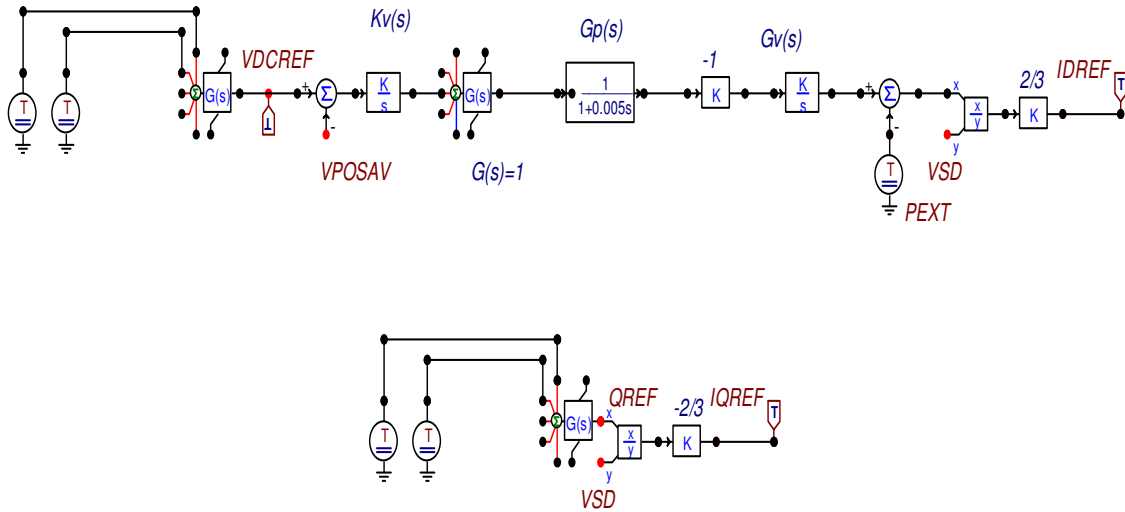 Kv(s)
Gp(s)
Gv(s)
VDCREF
-1
2/3
IDREF
T
T
T
Σ
G(s)
T
+
Σ
-
K
s
Σ
G(s)
1
1+0.005s
K
K
s
+
Σ
-
x
y
x
y
K
VPOSAV
G(s)=1
T
VSD
PEXT
QREF
-2/3
IQREF
T
T
T
Σ
G(s)
x
y
x
y
K
VSD